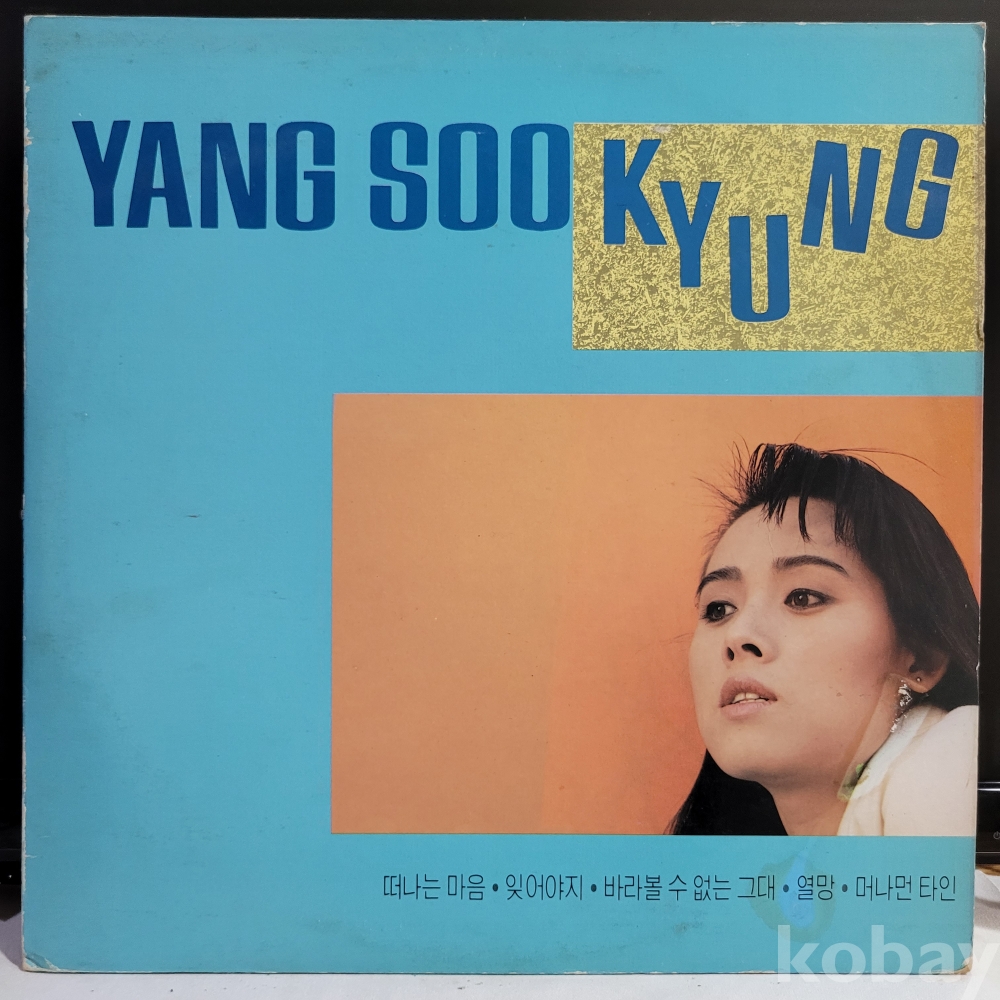 YANG SOO KYUNG
떠나는 마음 • 잊어야지 • 바라볼 수 없는 그대 • 열망 • 머나먼 타인
kobay